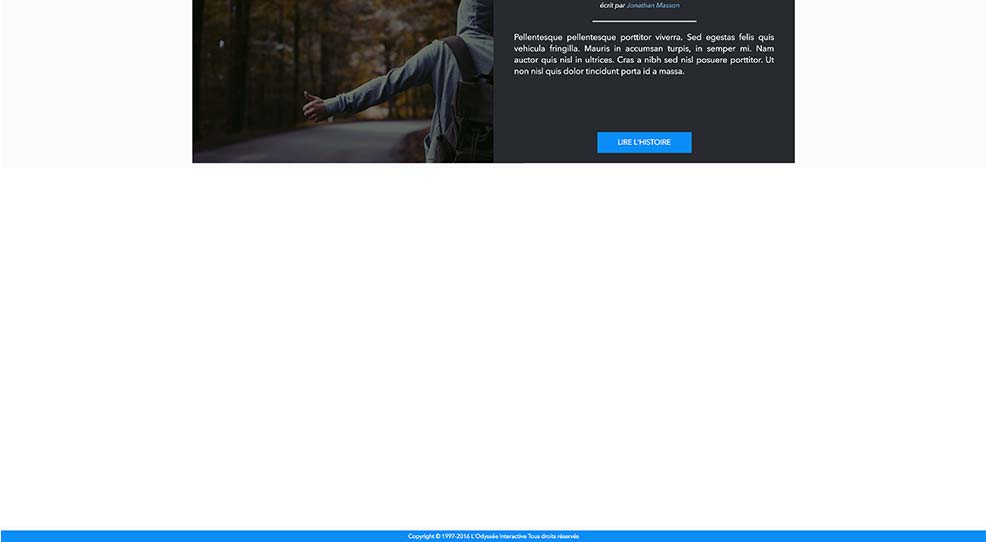 écrit par Jonathan Masson
Pellentesque pellentesque porttitor viverra. Sed egestas felis quis
vehicula fringilla. Mauris in accumsan turpis, in semper mi. Nam
auctor quis nisl in ultrices. Cras a nibh sed nisl posuere porttitor. Ut
non nisl quis dolor tincidunt porta id a massa.
LIRE L'HISTOIRE
Copyright © 1997-2016 L'Odyssée Interactive Tous droits réservés